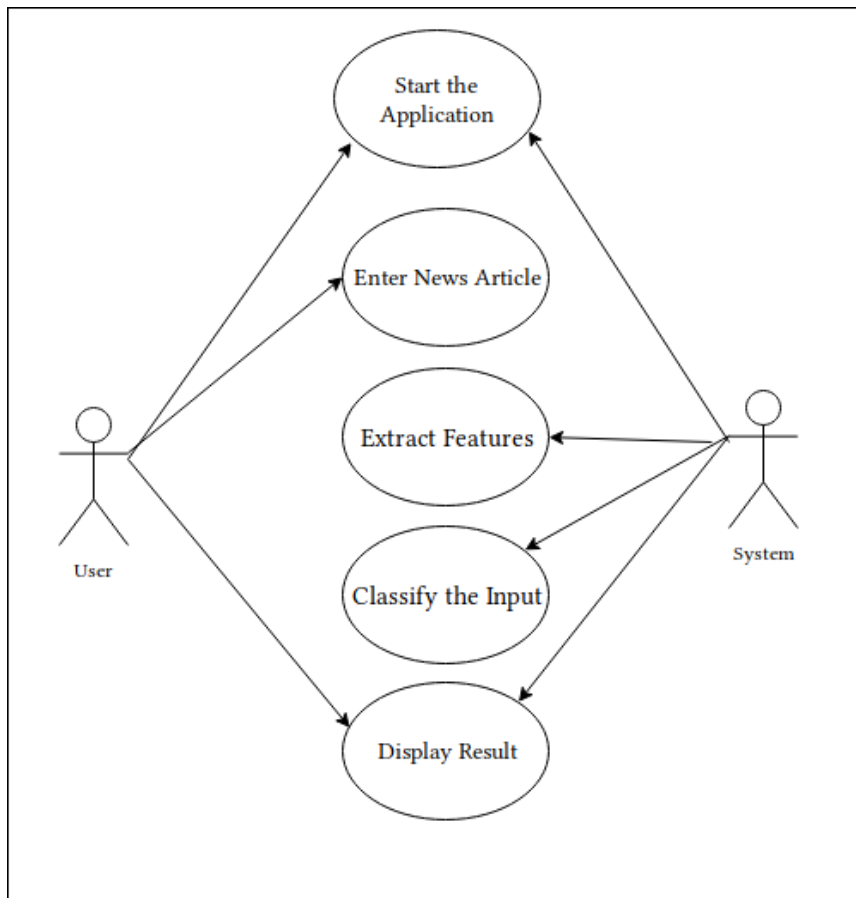 Start the
Application
Enter News Article
Extract Features
Classify the Input
Display Result
User
System